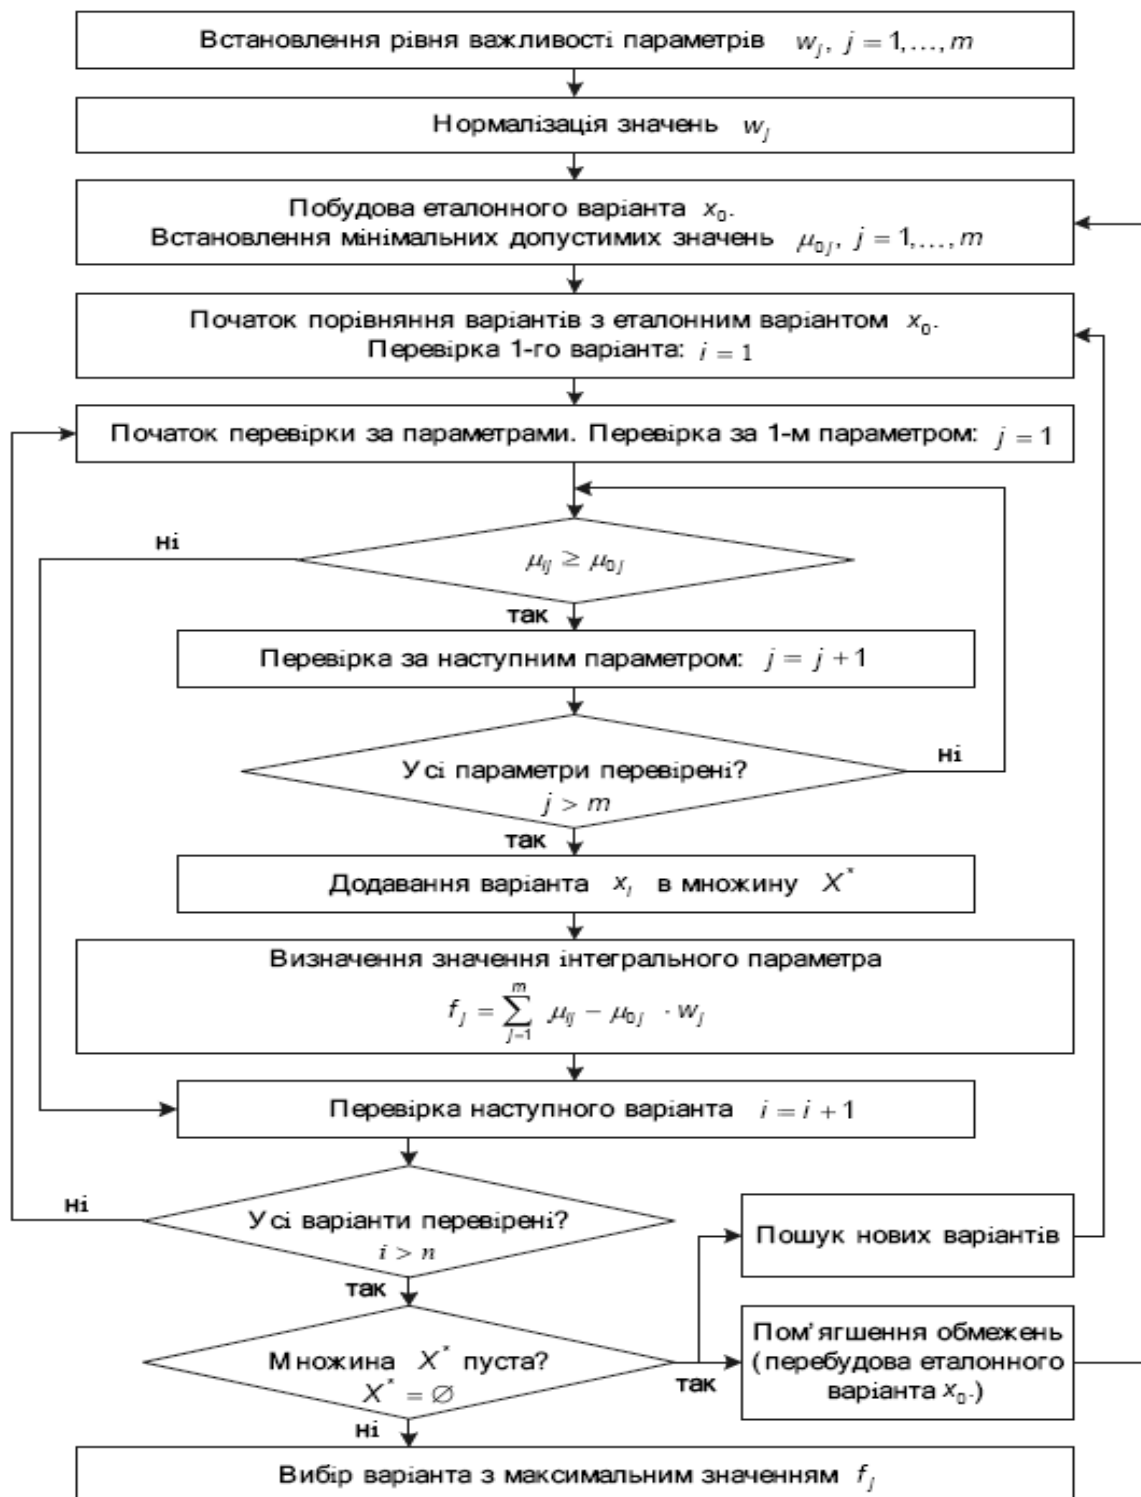 Встановлення рівня важливості параметрів w_j, j = 1,…, m
Нормалізація значень w_j
Побудова еталонного варіанта x_0.
Встановлення мінімальних допустимих значень μ_0j, j = 1,…, m
Початок порівняння варіантів з еталонним варіантом x_0.
Перевірка 1-го варіанта: i = 1
Початок перевірки за параметрами. Перевірка за 1-м параметром: j = 1
ні
μ_ij ≥ μ_0j
так
Перевірка за наступним параметром: j = j + 1
ні
Усі параметри перевірені?
j > m
так
Додавання варіанта x_i в множину X*
Визначення значення інтегрального параметра
f_j = ∑_{j-1}^{m} μ_ij − μ_0j · w_j
Перевірка наступного варіанта i = i + 1
ні
Усі варіанти перевірені?
i > n
так
Пошук нових варіантів
Множина X* пуста?
X* = ∅
так
Пом'ягшення обмежень
(перебудова еталонного
варіанта x_0.)
ні
Вибір варіанта з максимальним значенням f_j